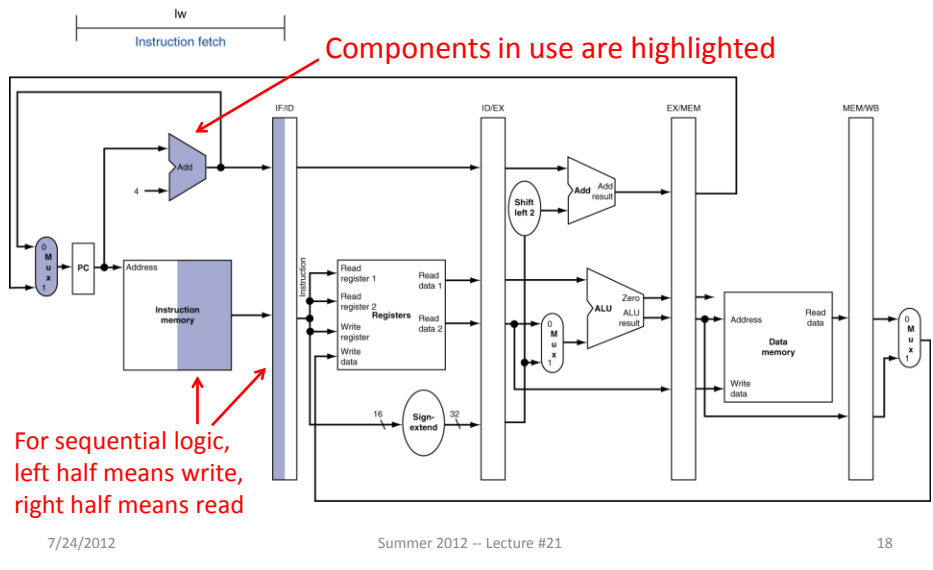 lw
Instruction fetch
Components in use are highlighted
IF/ID
ID/EX
EX/MEM
MEM/WB
Add
4
Shift
left 2
Add
Add
result
0
M
u
x
1
PC
Address
Instruction
memory
Instruction
Read
register 1
Read
register 2
Write
register
Write
data
Registers
Read
data 1
Read
data 2
16
Sign-
extend
32
0
M
u
x
1
ALU
Zero
ALU
result
Address
Write
data
Data
memory
Read
data
0
M
u
x
1
For sequential logic,
left half means write,
right half means read
7/24/2012
Summer 2012 -- Lecture #21
18